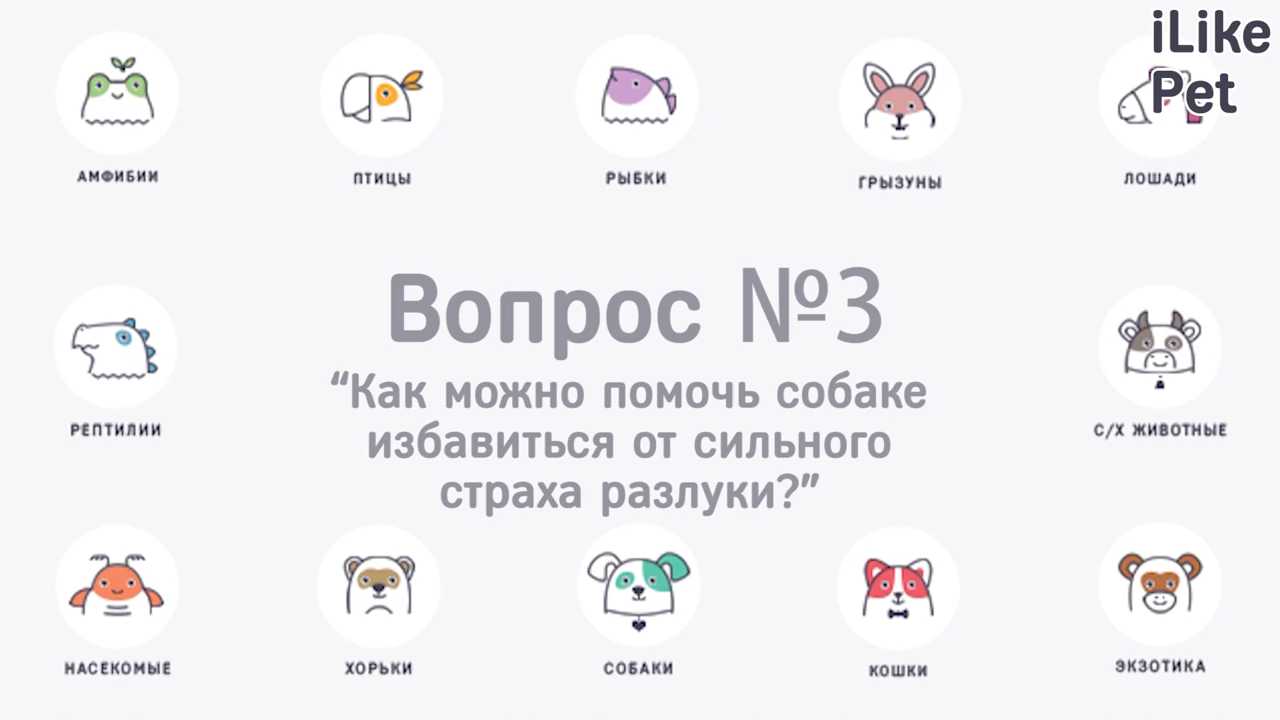 iLike
Pet
АМФИБИИ
ПТИЦЫ
РЫБКИ
ГРЫЗУНЫ
ЛОШАДИ
Вопрос №3
“Как можно помочь собаке
избавиться от сильного
страха разлуки?”
РЕПТИЛИИ
С/Х ЖИВОТНЫЕ
НАСЕКОМЫЕ
ХОРЬКИ
СОБАКИ
КОШКИ
ЭКЗОТИКА